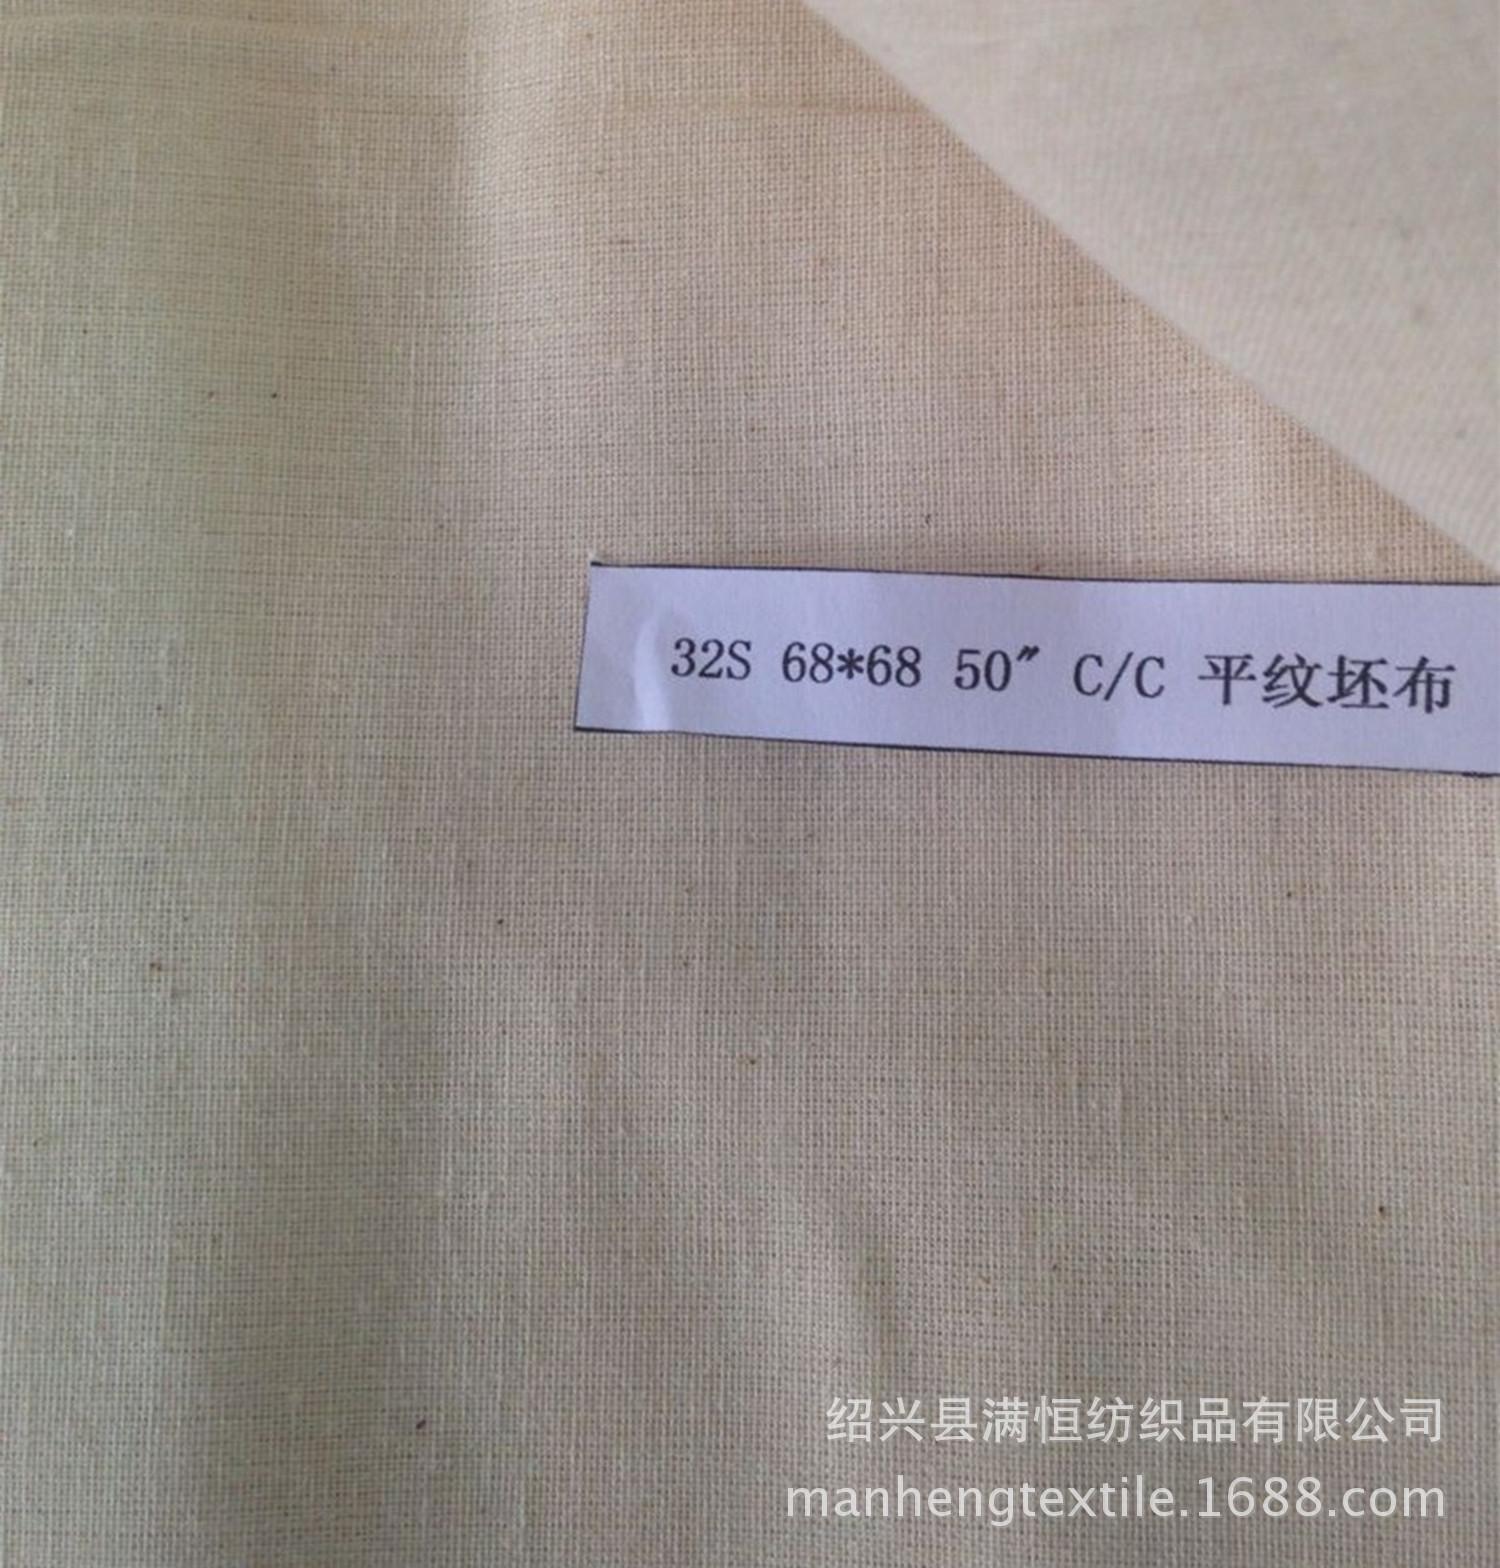 32S 68*68 50″ C/C 平纹坯布
绍兴县满恒纺织品有限公司
manhengtextile.1688.com